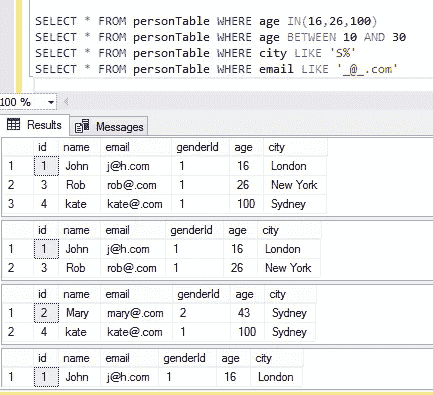 SELECT * FROM personTable WHERE age IN(16,26,100)
SELECT * FROM personTable WHERE age BETWEEN 10 AND 30
SELECT * FROM personTable WHERE city LIKE 'S%'
SELECT * FROM personTable WHERE email LIKE '_@_.com'
100 %
Results Messages
id name email genderId age city
1 1 John j@h.com 1 16 London
2 3 Rob rob@.com 1 26 New York
3 4 kate kate@.com 1 100 Sydney
id name email genderId age city
1 1 John j@h.com 1 16 London
2 3 Rob rob@.com 1 26 New York
id name email genderId age city
1 2 Mary mary@.com 2 43 Sydney
2 4 kate kate@.com 1 100 Sydney
id name email genderId age city
1 1 John j@h.com 1 16 London